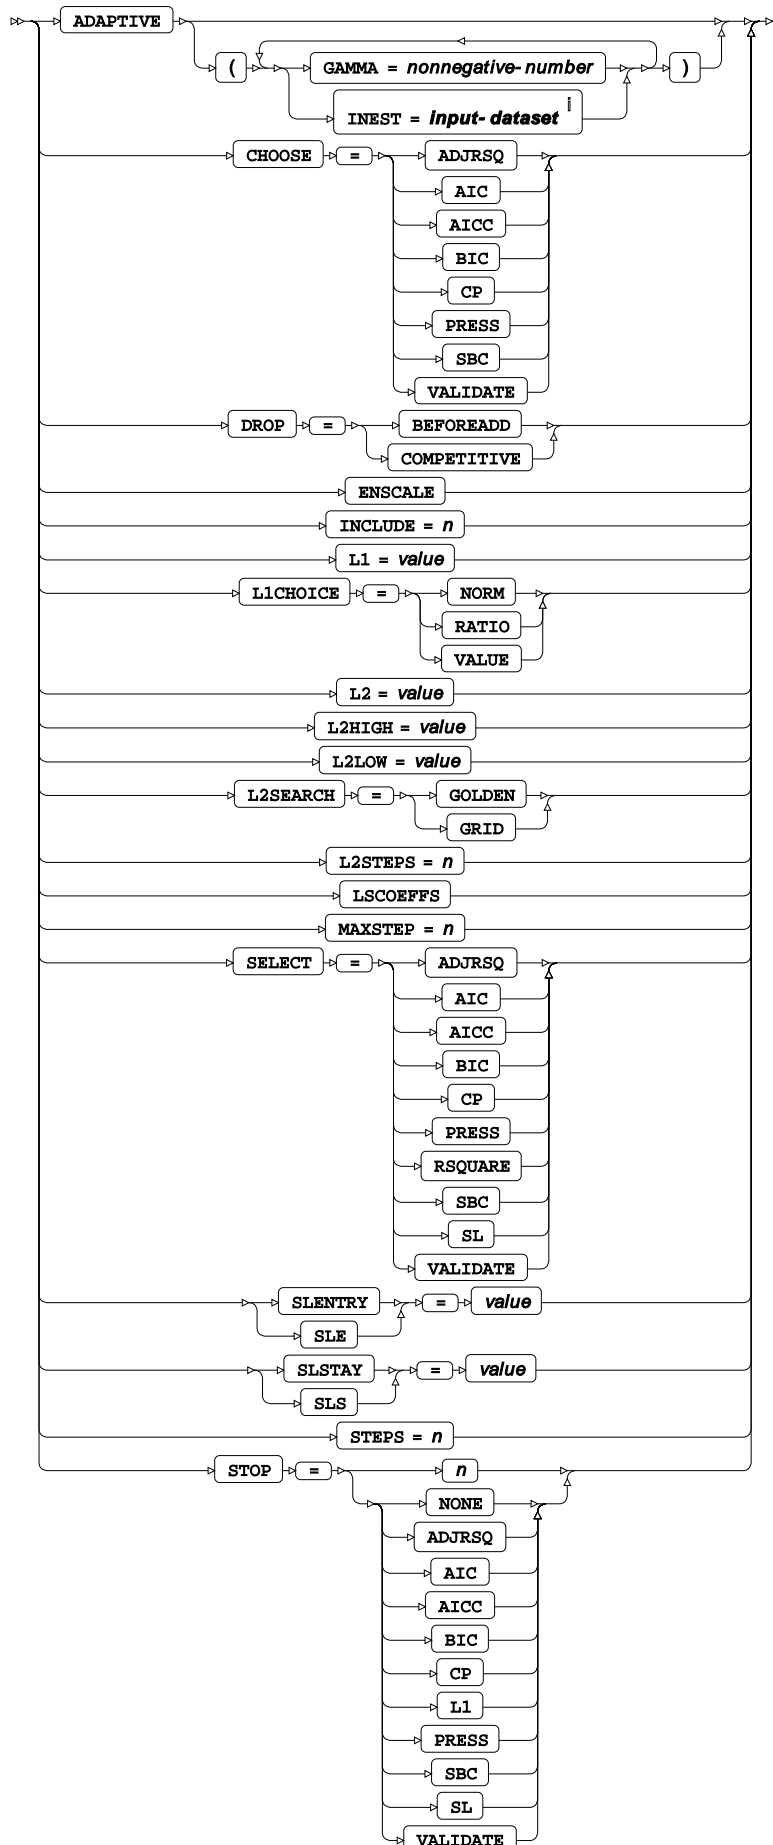 ADAPTIVE
(
GAMMA = nonnegative-number
)
INEST = input-dataset i
CHOOSE = ADJRSQ
AIC
AICC
BIC
CP
PRESS
SBC
VALIDATE
DROP = BEFOREADD
COMPETITIVE
ENSCALE
INCLUDE = n
L1 = value
L1CHOICE = NORM
RATIO
VALUE
L2 = value
L2HIGH = value
L2LOW = value
L2SEARCH = GOLDEN
GRID
L2STEPS = n
LSCOEFFS
MAXSTEP = n
SELECT = ADJRSQ
AIC
AICC
BIC
CP
PRESS
RSQUARE
SBC
SL
VALIDATE
SLENTRY = value
SLE
SLSTAY = value
SLS
STEPS = n
STOP = n
NONE
ADJRSQ
AIC
AICC
BIC
CP
L1
PRESS
SBC
SL
VALIDATE